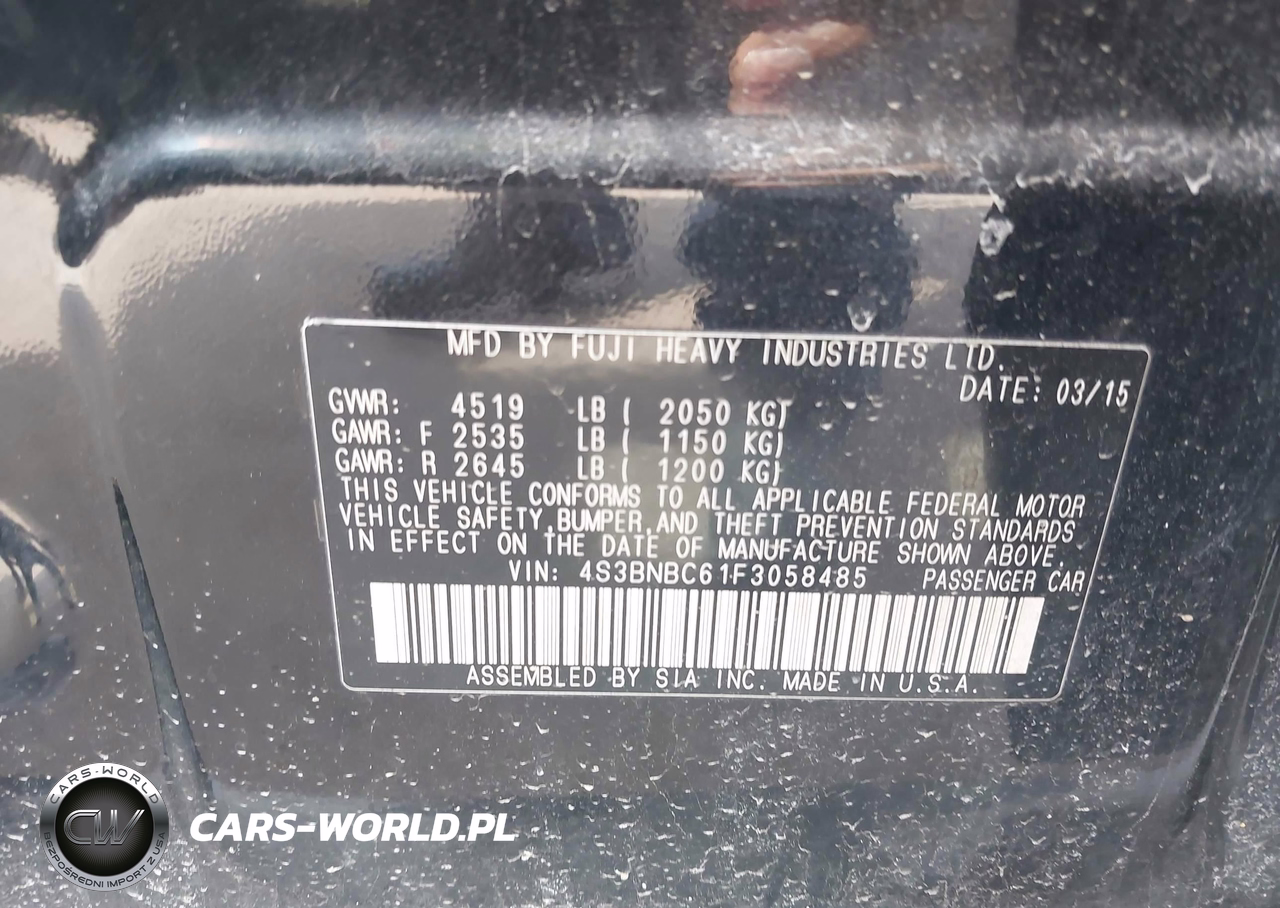 MFD BY FUJI HEAVY INDUSTRIES LTD.
DATE: 03/15
GVWR: 4519 LB ( 2050 KG)
GAWR: F 2535 LB ( 1150 KG)
GAWR: R 2645 LB ( 1200 KG)
THIS VEHICLE CONFORMS TO ALL APPLICABLE FEDERAL MOTOR
VEHICLE SAFETY,BUMPER,AND THEFT PREVENTION STANDARDS
IN EFFECT ON THE DATE OF MANUFACTURE SHOWN ABOVE.
VIN: 4S3BNBC61F3058485 PASSENGER CAR
ASSEMBLED BY SIA INC. MADE IN U.S.A.
CARS-WORLD
CW
BEZPOŚREDNI IMPORT Z USA
CARS-WORLD.PL